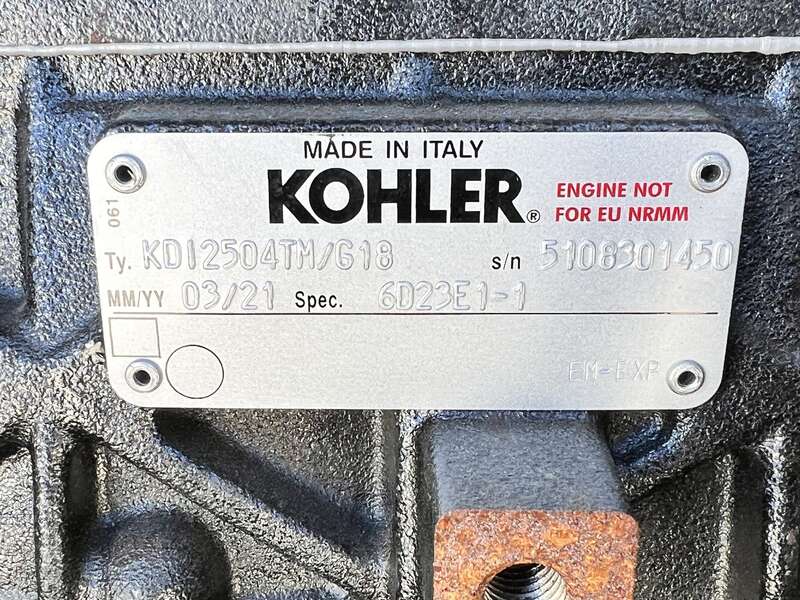 MADE IN ITALY
KOHLER® ENGINE NOT FOR EU NRMM
061
Ty. KDI2504TM/G18 s/n 5108301450
MM/YY 03/21 Spec. 6D23E1-1
EM-EXP